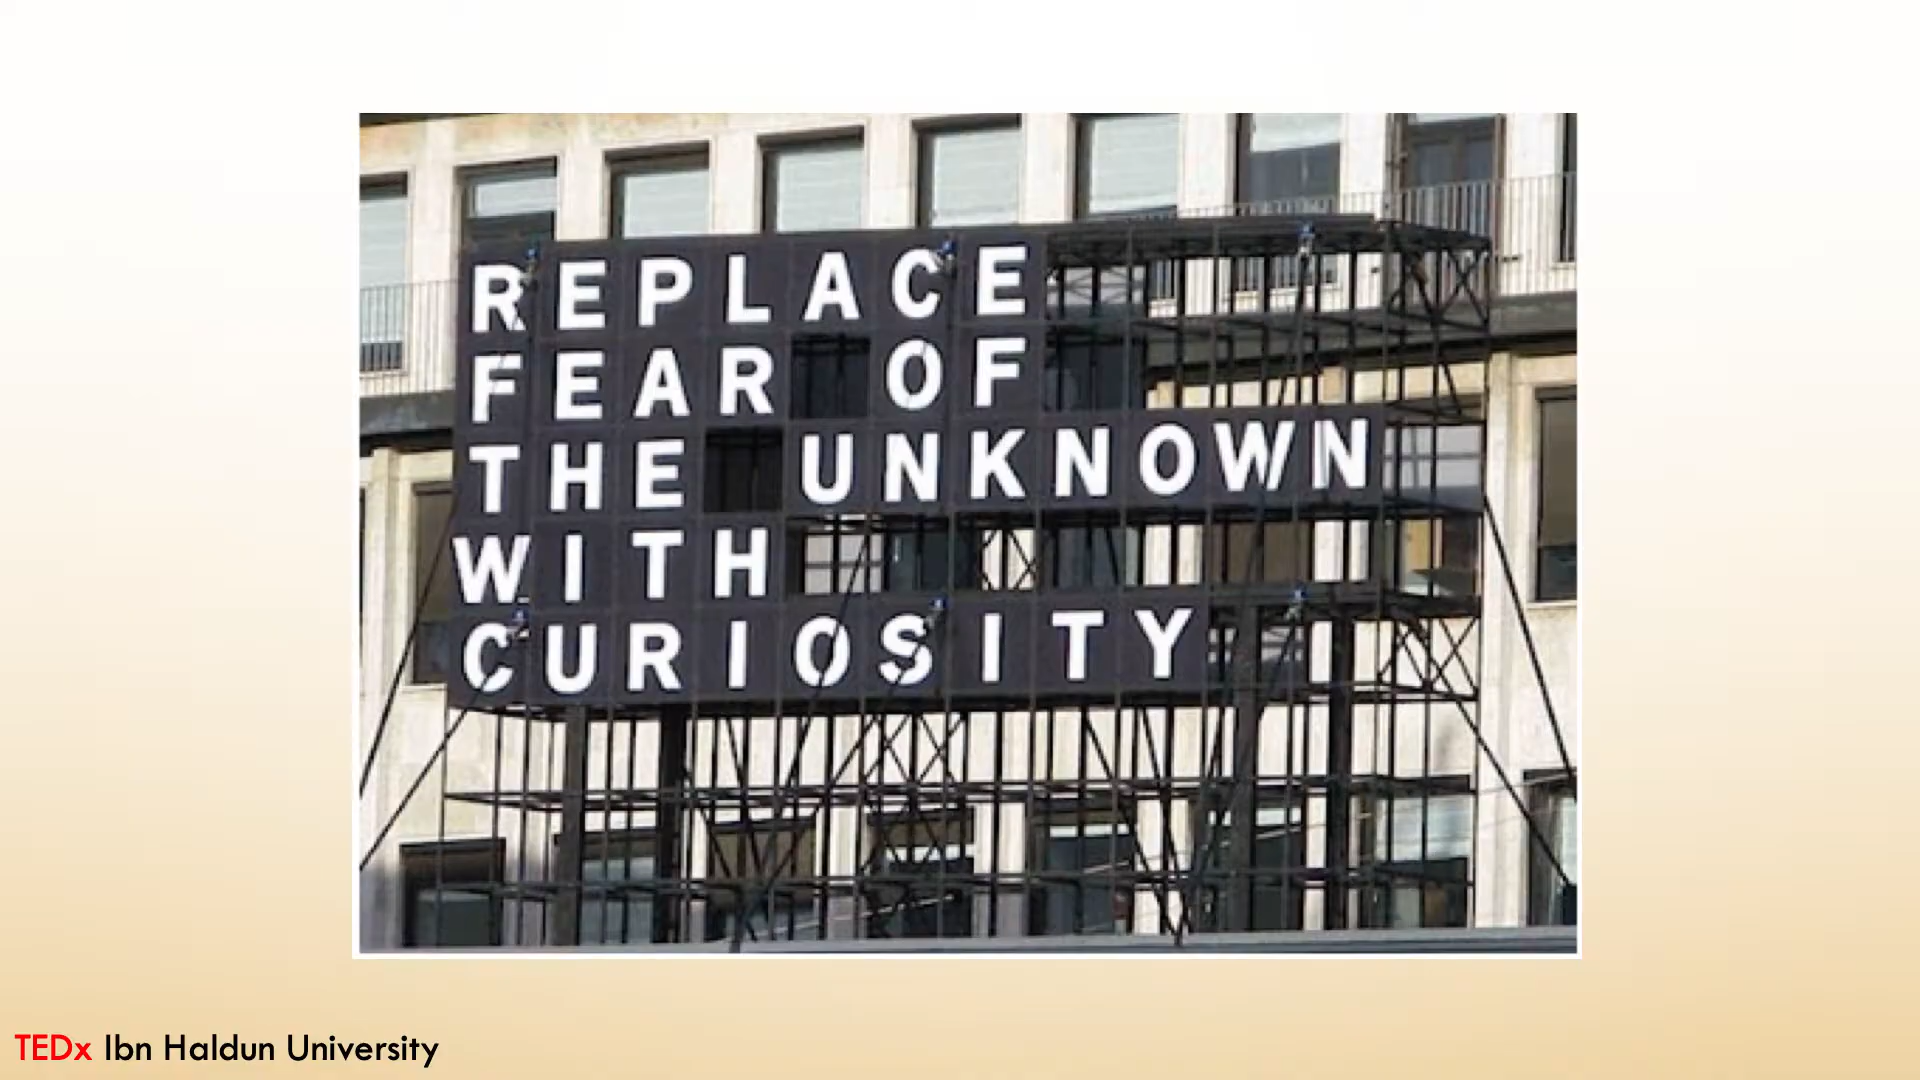 REPLACE
FEAR OF
THE UNKNOWN
WITH
CURIOSITY
TEDx Ibn Haldun University